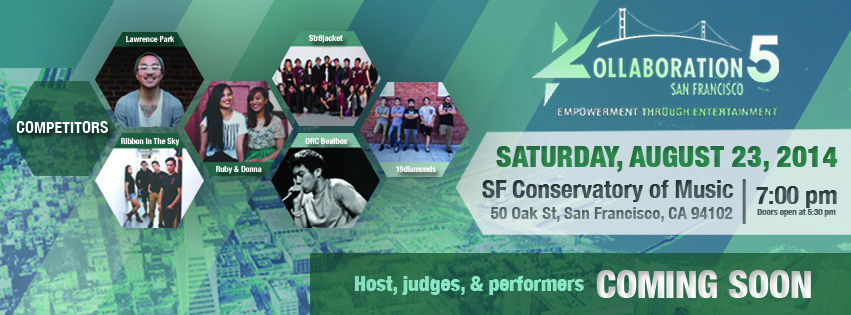 COMPETITORS
Lawrence Park
Str8jacket
Ribbon In The Sky
Ruby & Donna
DRC Beatbox
19diamonds
KOLLABORATION 5
SAN FRANCISCO
EMPOWERMENT THROUGH ENTERTAINMENT
SATURDAY, AUGUST 23, 2014
SF Conservatory of Music
50 Oak St, San Francisco, CA 94102
7:00 pm
Doors open at 5:30 pm
Host, judges, & performers COMING SOON